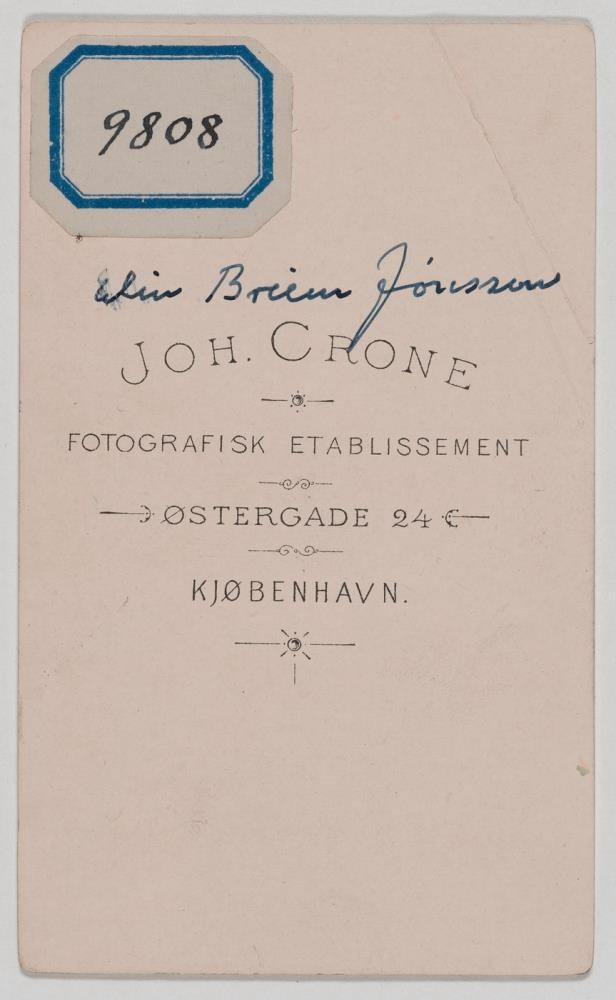 9808
Elin Briem Jónsson
JOH. CRONE
FOTOGRAFISK ETABLISSEMENT
ØSTERGADE 24
KJØBENHAVN.